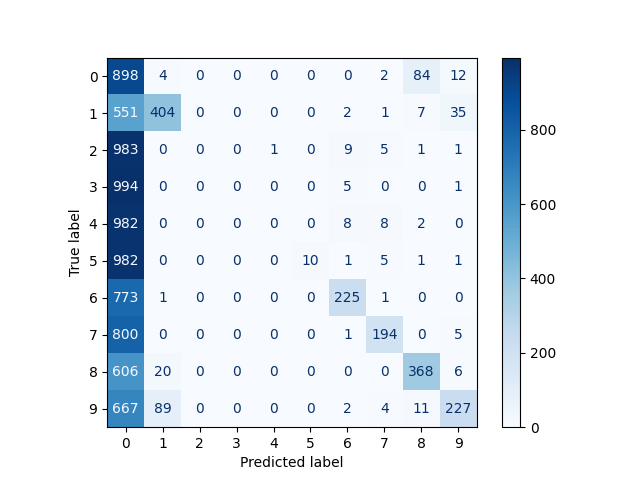 0 898 4 0 0 0 0 0 2 84 12
1 551 404 0 0 0 0 2 1 7 35
2 983 0 0 0 1 0 9 5 1 1
3 994 0 0 0 0 0 5 0 0 1
4 982 0 0 0 0 0 8 8 2 0
5 982 0 0 0 0 10 1 5 1 1
6 773 1 0 0 0 0 225 1 0 0
7 800 0 0 0 0 0 1 194 0 5
8 606 20 0 0 0 0 0 0 368 6
9 667 89 0 0 0 0 2 4 11 227
0 1 2 3 4 5 6 7 8 9
Predicted label
True label
800
600
400
200
0